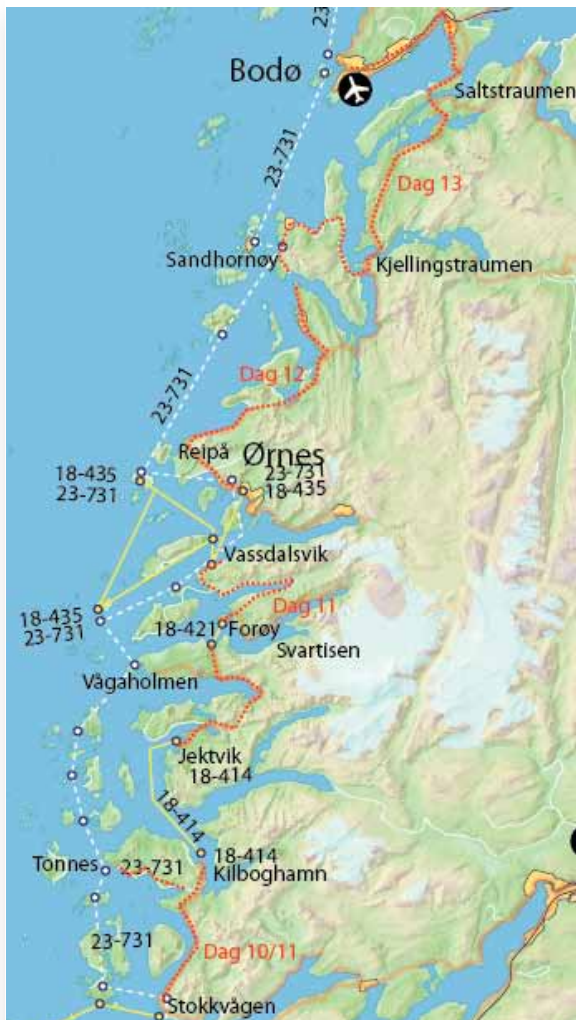 23
Bodø
Saltstraumen
23-731
Dag 13
Sandhornøy
Kjellingstraumen
23-731
Dag 12
Reipå
Ørnes
18-435
23-731
23-731
18-435
Vassdalsvik
Dag 11
18-435
23-731
18-421
Forøy
Svartisen
Vågaholmen
Jektvik
18-414
18-414
18-414
Kilboghamn
Tonnes
23-731
23-731
Dag 10/11
Stokkvågen